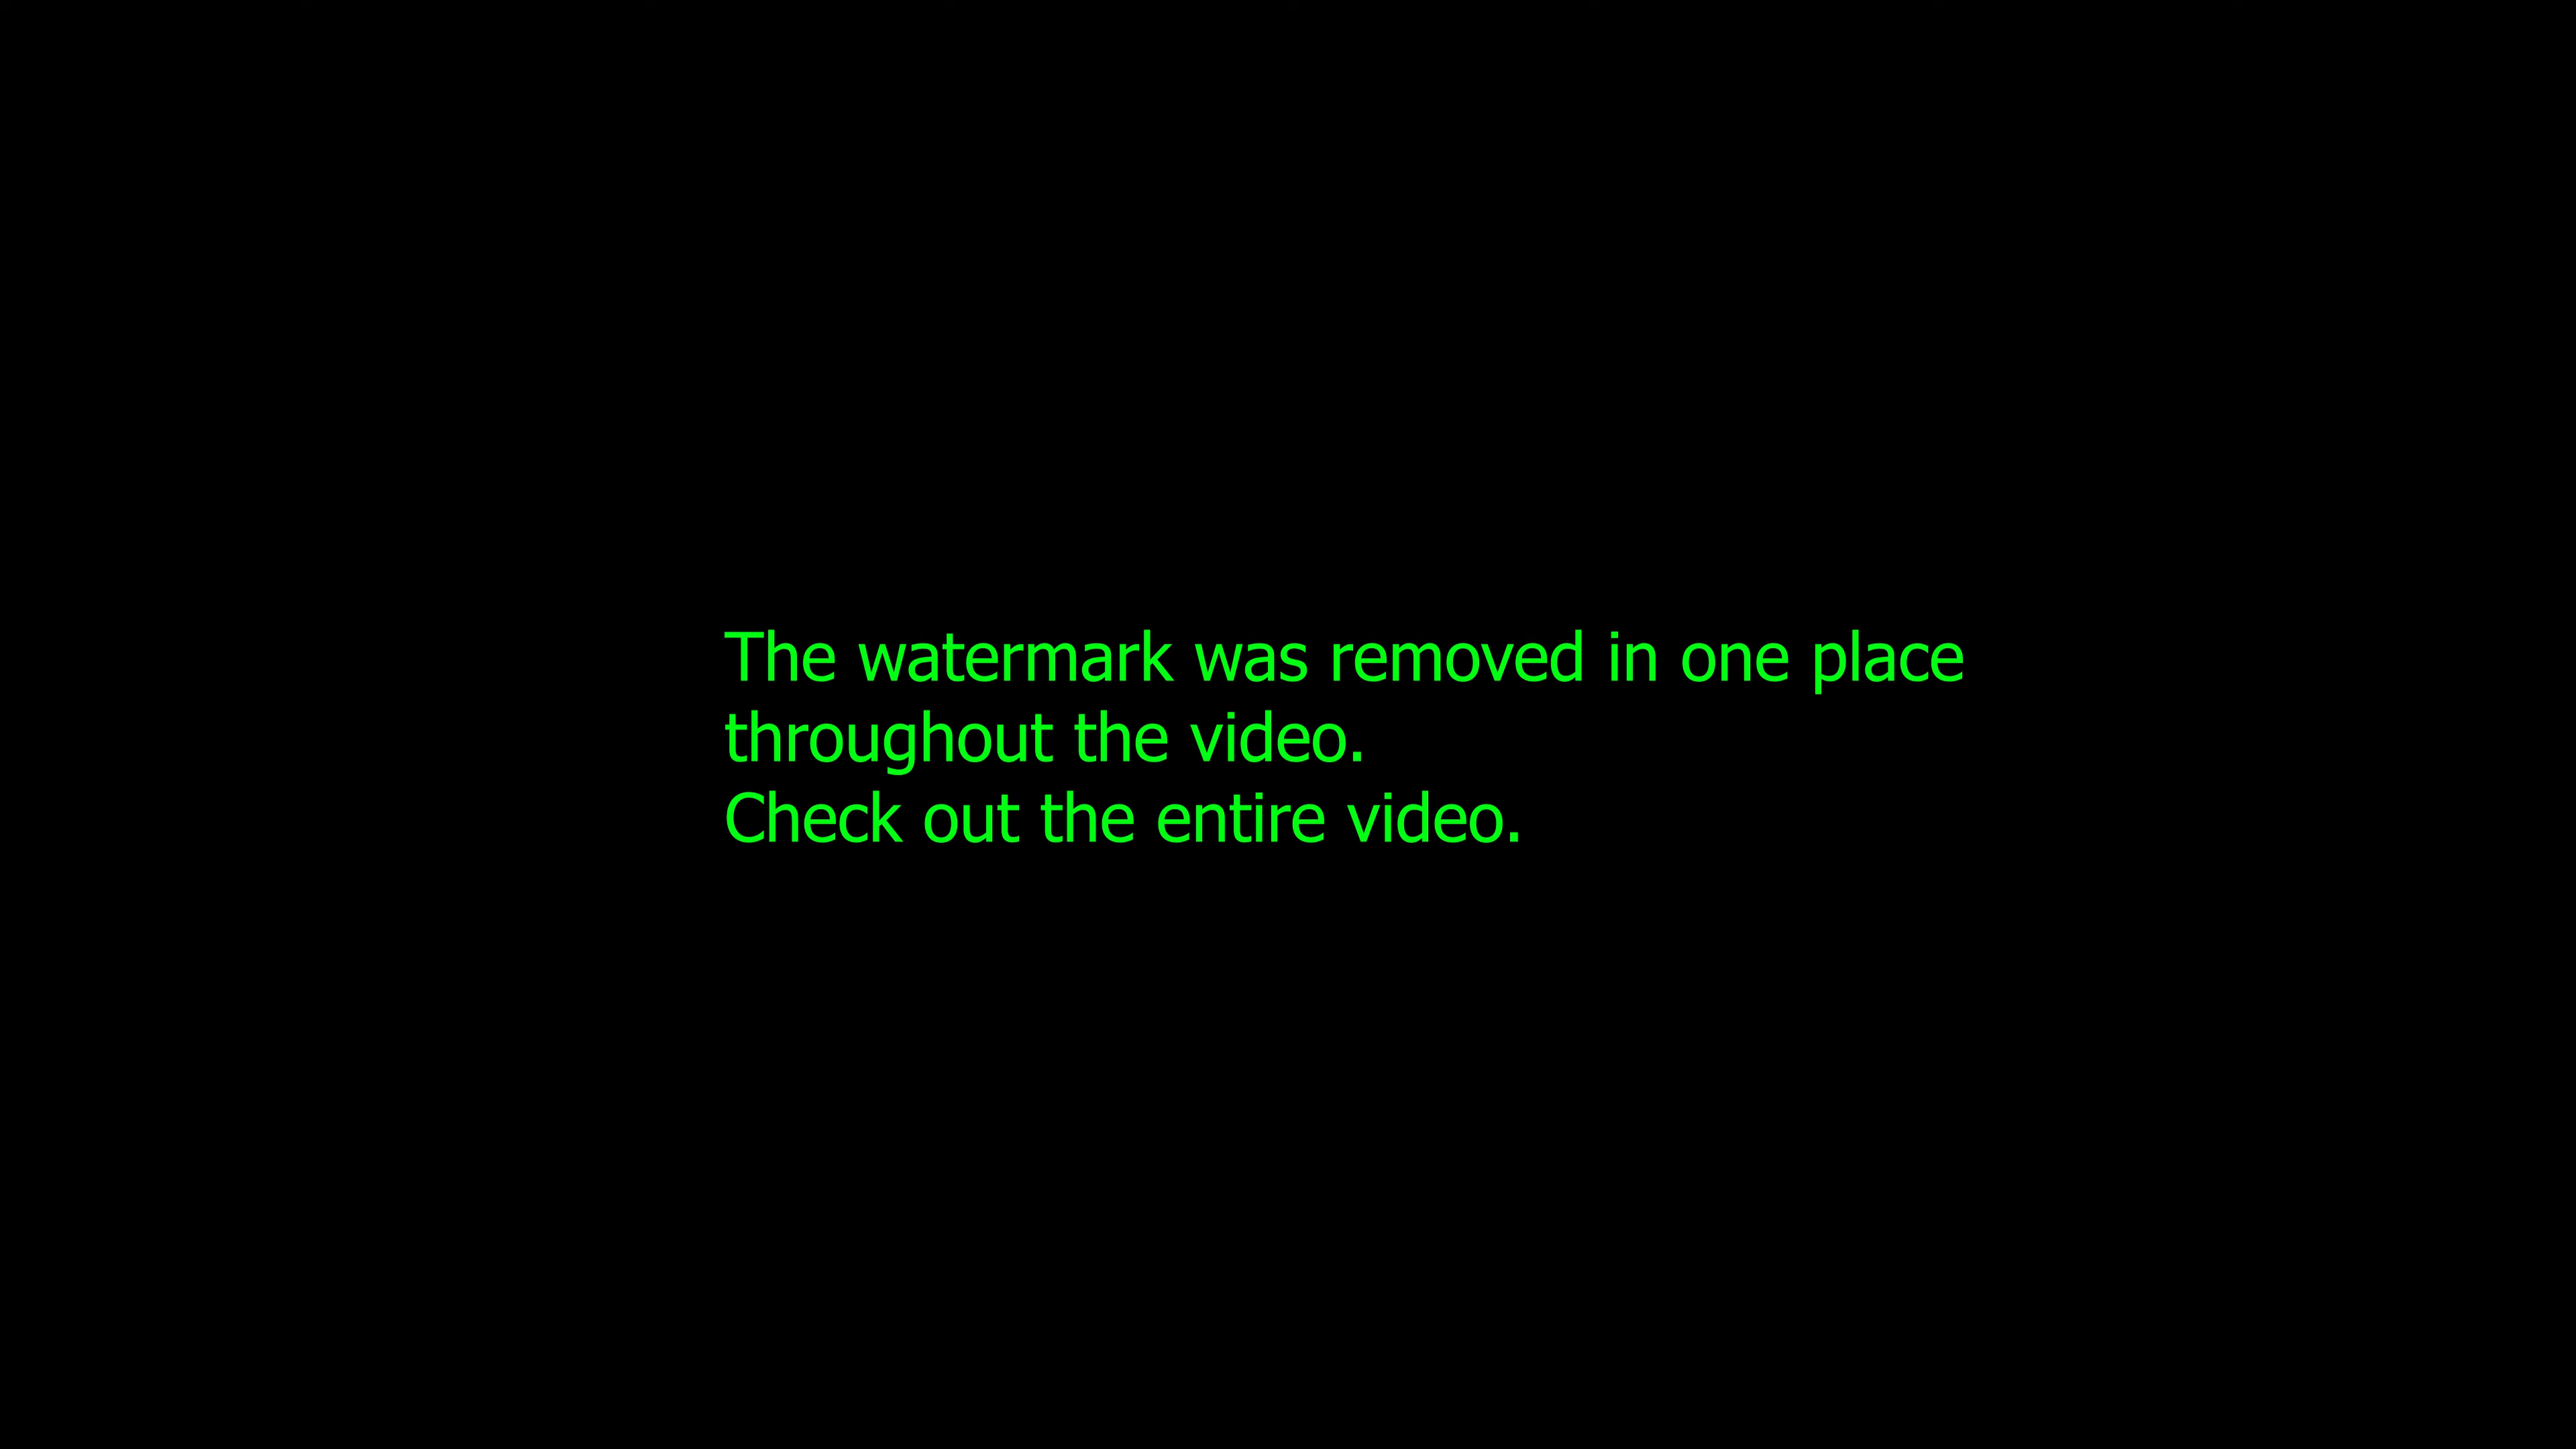 The watermark was removed in one place
throughout the video.
Check out the entire video.